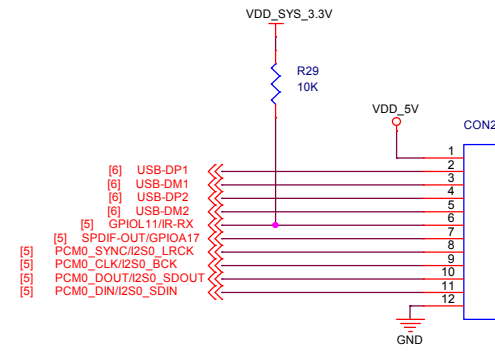 VDD_SYS_3.3V
R29
10K
VDD_5V
CON2
1
[6] USB-DP1 2
[6] USB-DM1 3
[6] USB-DP2 4
[6] USB-DM2 5
[5] GPIOL11/IR-RX 6
[5] SPDIF-OUT/GPIOA17 7
[5] PCM0_SYNC/I2S0_LRCK 8
[5] PCM0_CLK/I2S0_BCK 9
[5] PCM0_DOUT/I2S0_SDOUT 10
[5] PCM0_DIN/I2S0_SDIN 11
12
GND